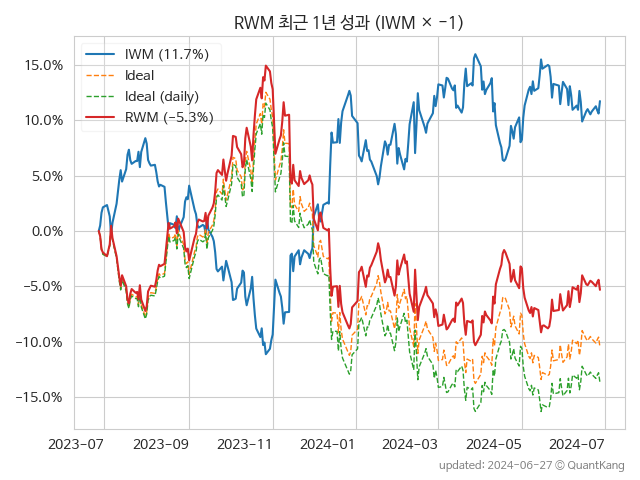 RWM 최근 1년 성과 (IWM × −1)
IWM (11.7%)
Ideal
Ideal (daily)
RWM (−5.3%)
15.0%
10.0%
5.0%
0.0%
−5.0%
−10.0%
−15.0%
2023-07 2023-09 2023-11 2024-01 2024-03 2024-05 2024-07
updated: 2024-06-27 © QuantKang